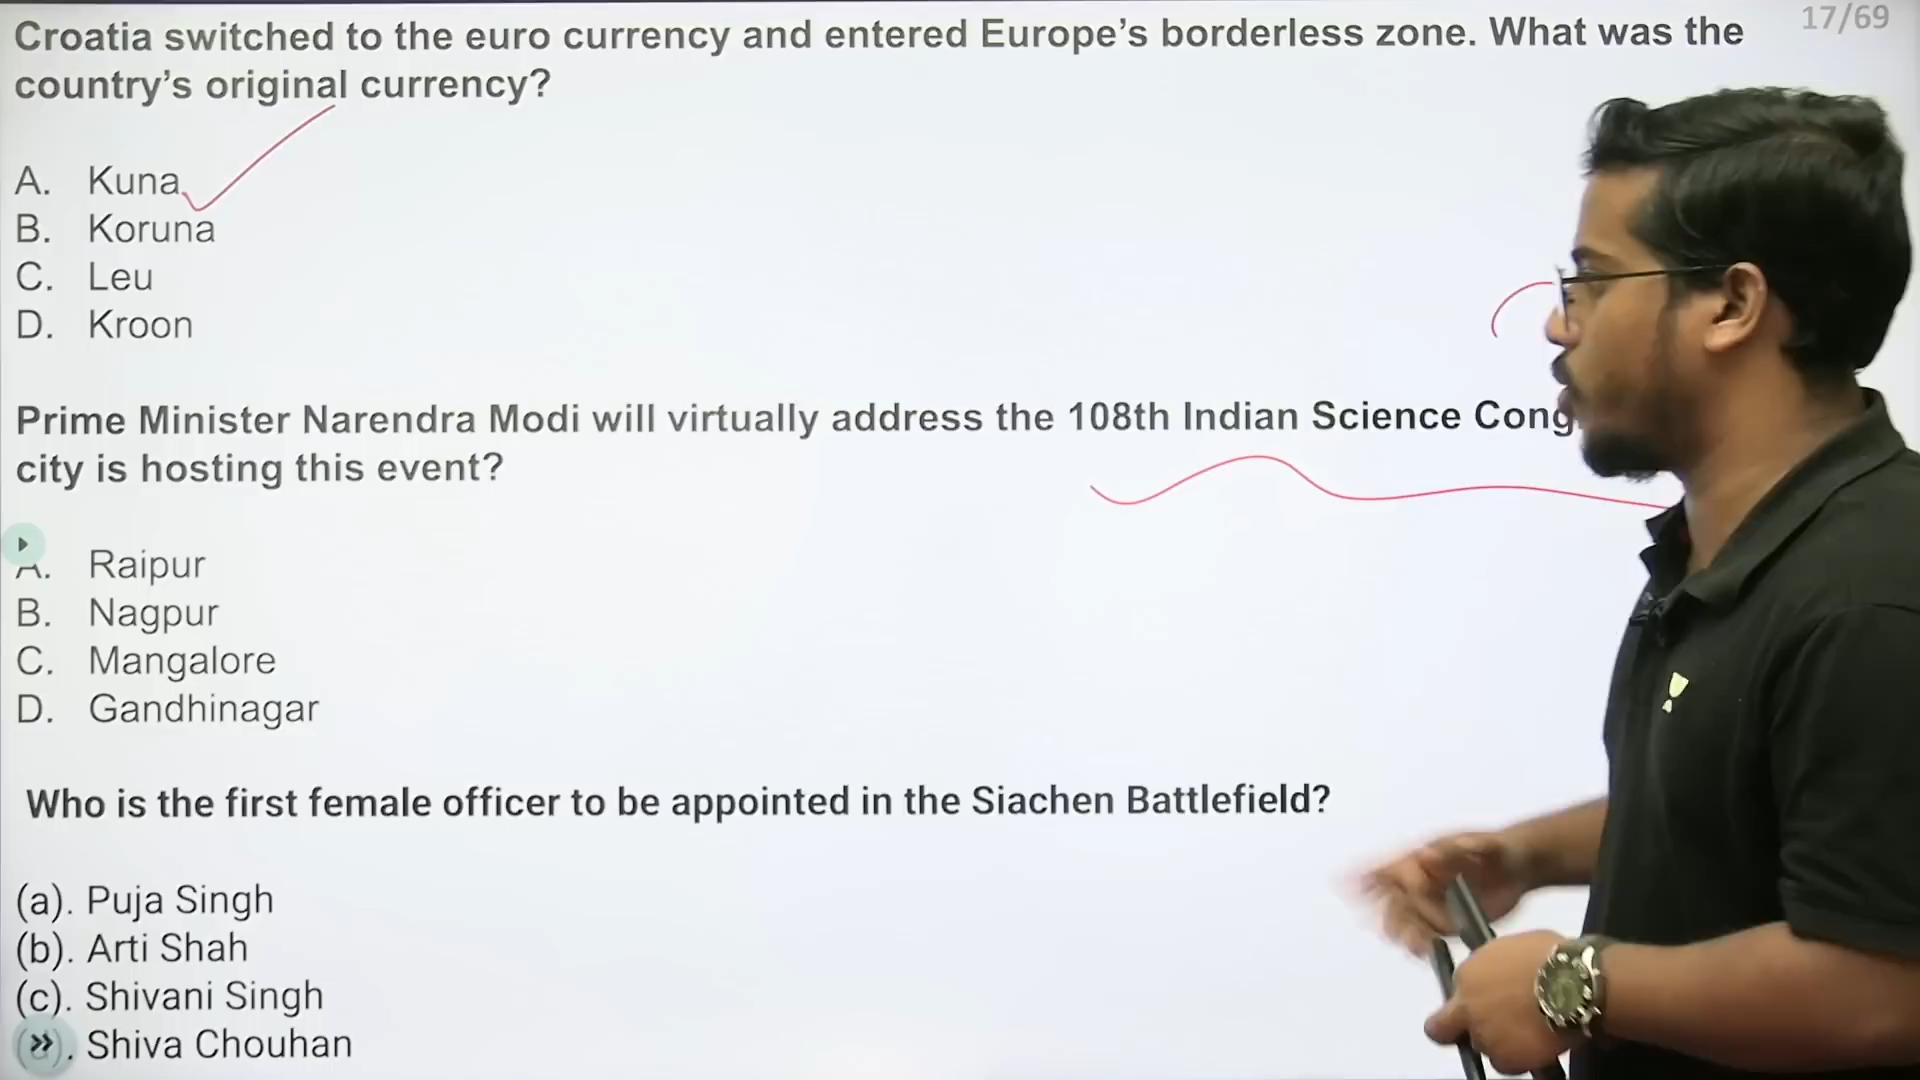 17/69
Croatia switched to the euro currency and entered Europe's borderless zone. What was the
country's original currency?
A. Kuna
B. Koruna
C. Leu
D. Kroon
Prime Minister Narendra Modi will virtually address the 108th Indian Science Cong
city is hosting this event?
A. Raipur
B. Nagpur
C. Mangalore
D. Gandhinagar
Who is the first female officer to be appointed in the Siachen Battlefield?
(a). Puja Singh
(b). Arti Shah
(c). Shivani Singh
(d). Shiva Chouhan